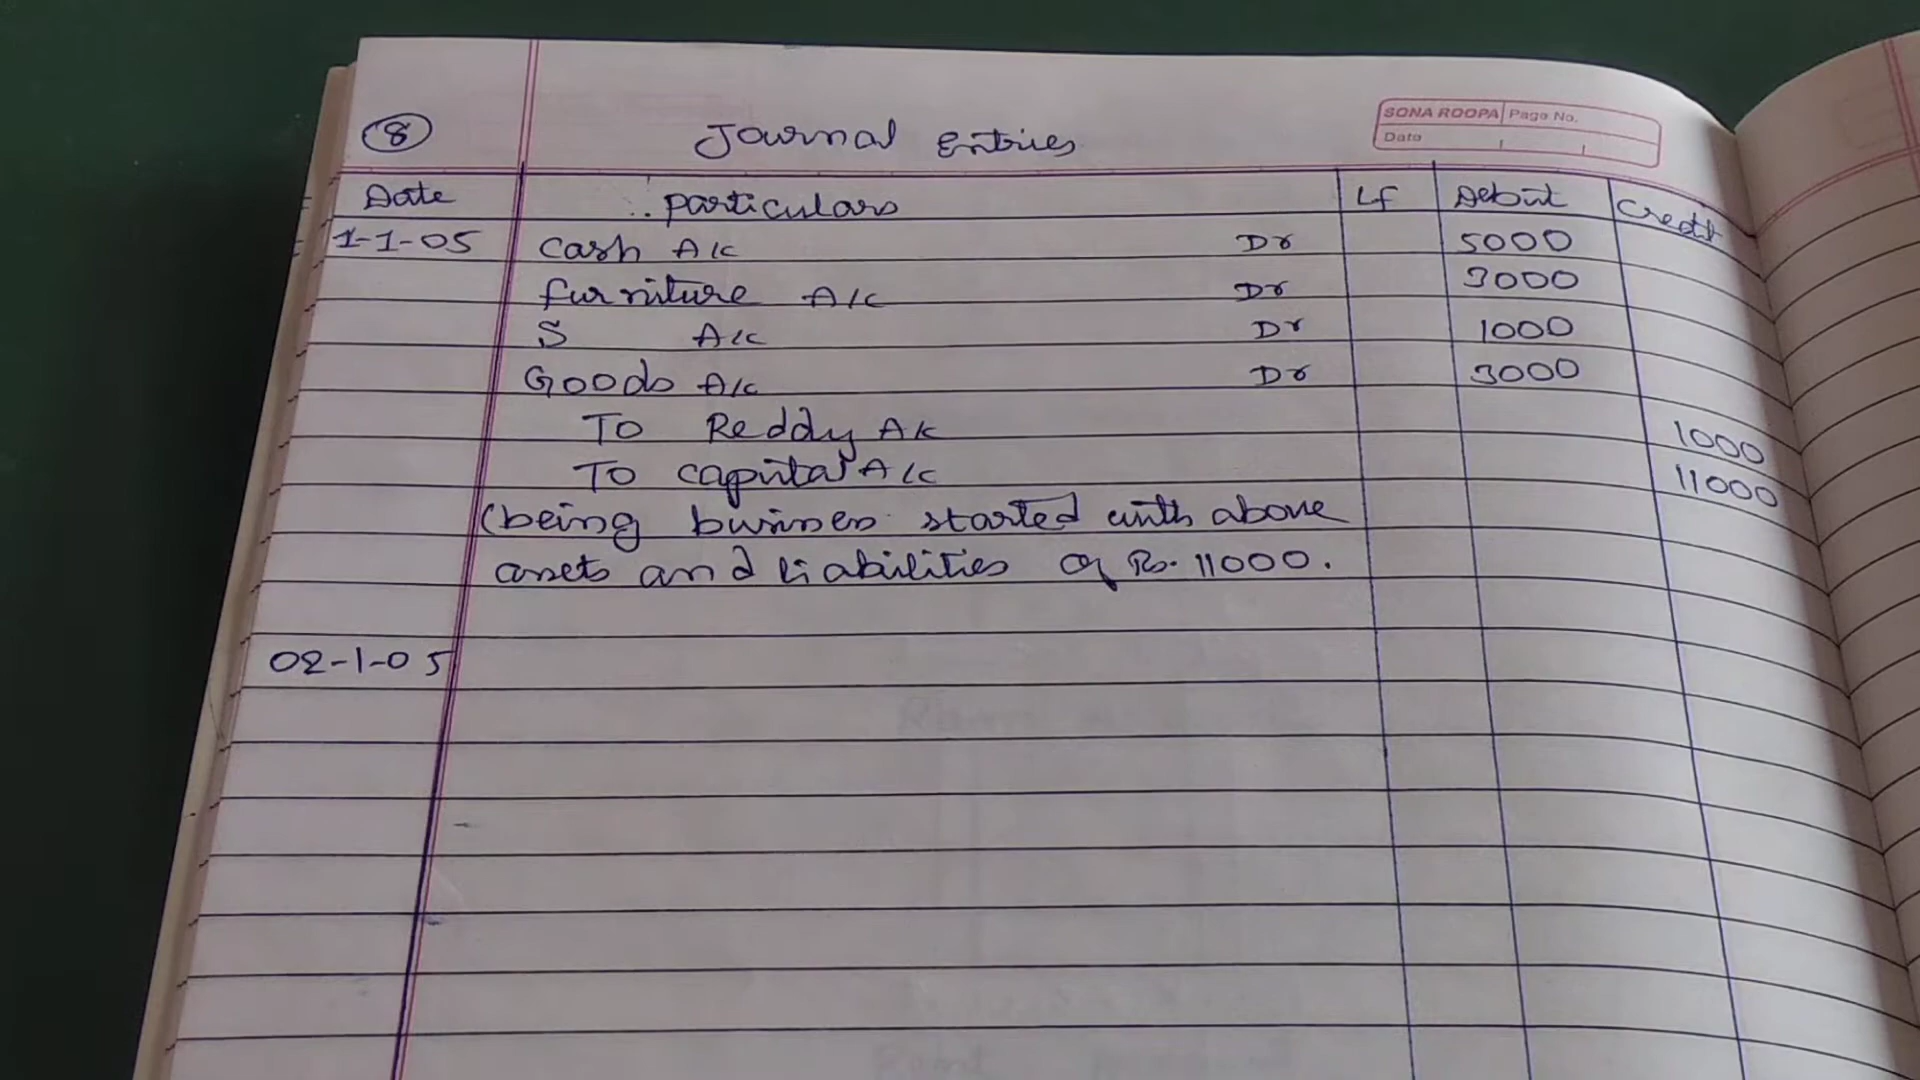 SONA ROOPA Page No.
Date
8 Journal Entries
Date particulars Lf Debit Credit
1-1-05 Cash A/c Dr 5000
furniture A/c Dr 3000
S A/c Dr 1000
Goods A/c Dr 3000
To Reddy A/c 1000
To capital A/c 11000
(being business started with above
assets and liabilities of Rs. 11000.
02-1-05